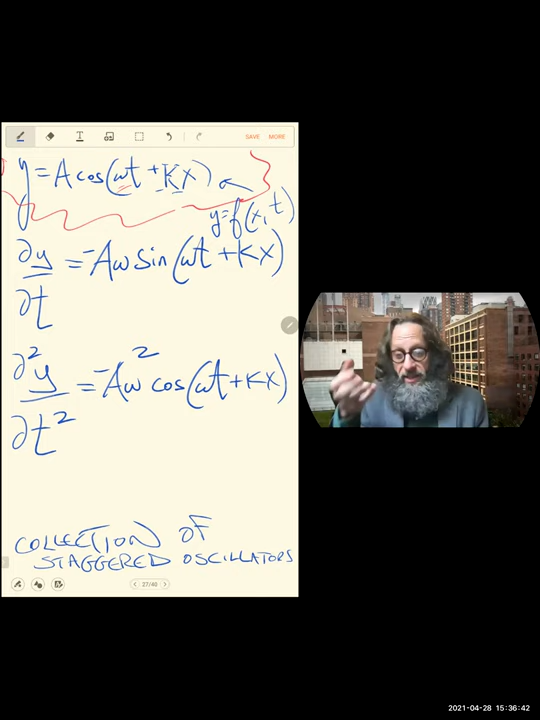 SAVE MORE
y = A cos(ωt + Kx)
y = f(x, t)
∂y/∂t = -Aω sin(ωt + Kx)
∂²y/∂t² = -Aω² cos(ωt + Kx)
COLLECTION OF
STAGGERED OSCILLATORS
27/40
2021-04-28 15:36:42